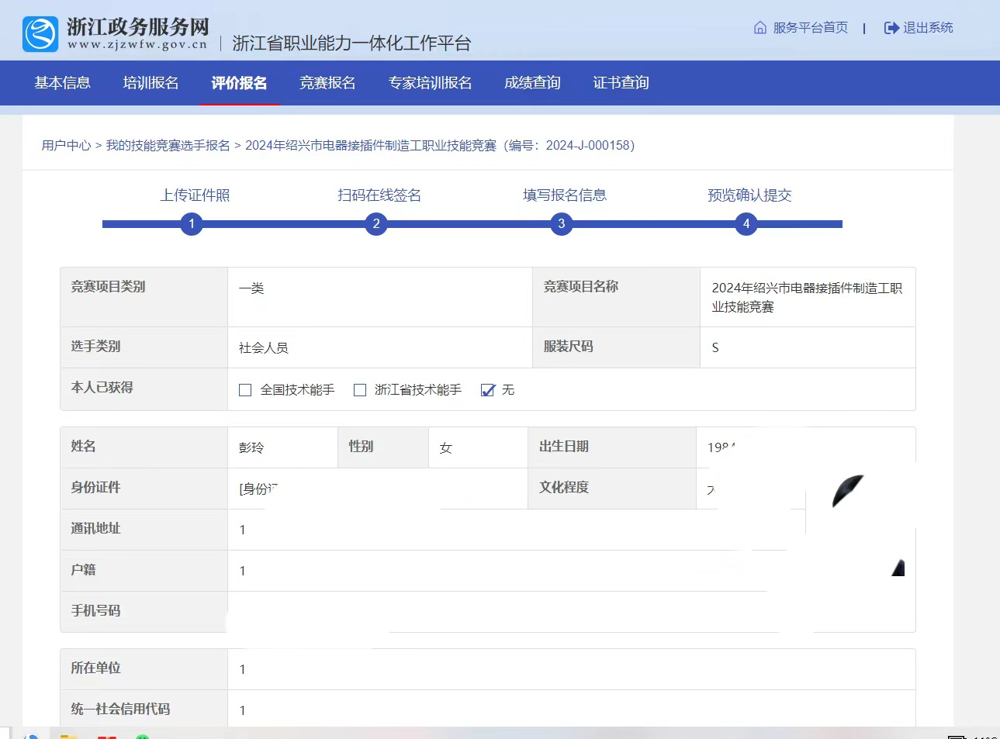 浙江政务服务网
www.zjzwfw.gov.cn
浙江省职业能力一体化工作平台
服务平台首页 | 退出系统
基本信息 培训报名 评价报名 竞赛报名 专家培训报名 成绩查询 证书查询
用户中心 > 我的技能竞赛选手报名 > 2024年绍兴市电器接插件制造工职业技能竞赛（编号：2024-J-000158）
上传证件照 扫码在线签名 填写报名信息 预览确认提交
1 2 3 4
竞赛项目类别 一类 竞赛项目名称 2024年绍兴市电器接插件制造工职
业技能竞赛
选手类别 社会人员 服装尺码 S
本人已获得 全国技术能手 浙江省技术能手 无
姓名 彭玲 性别 女 出生日期 198
身份证件 [身份 文化程度
通讯地址 1
户籍 1
手机号码
所在单位 1
统一社会信用代码 1